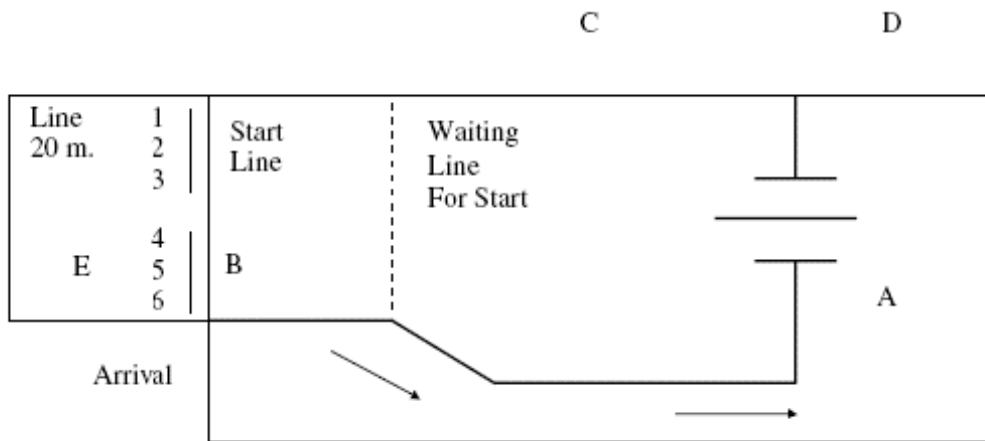 C
D
Line
20 m.
1
2
3
4
5
6
E
Start
Line
B
Waiting
Line
For Start
A
Arrival